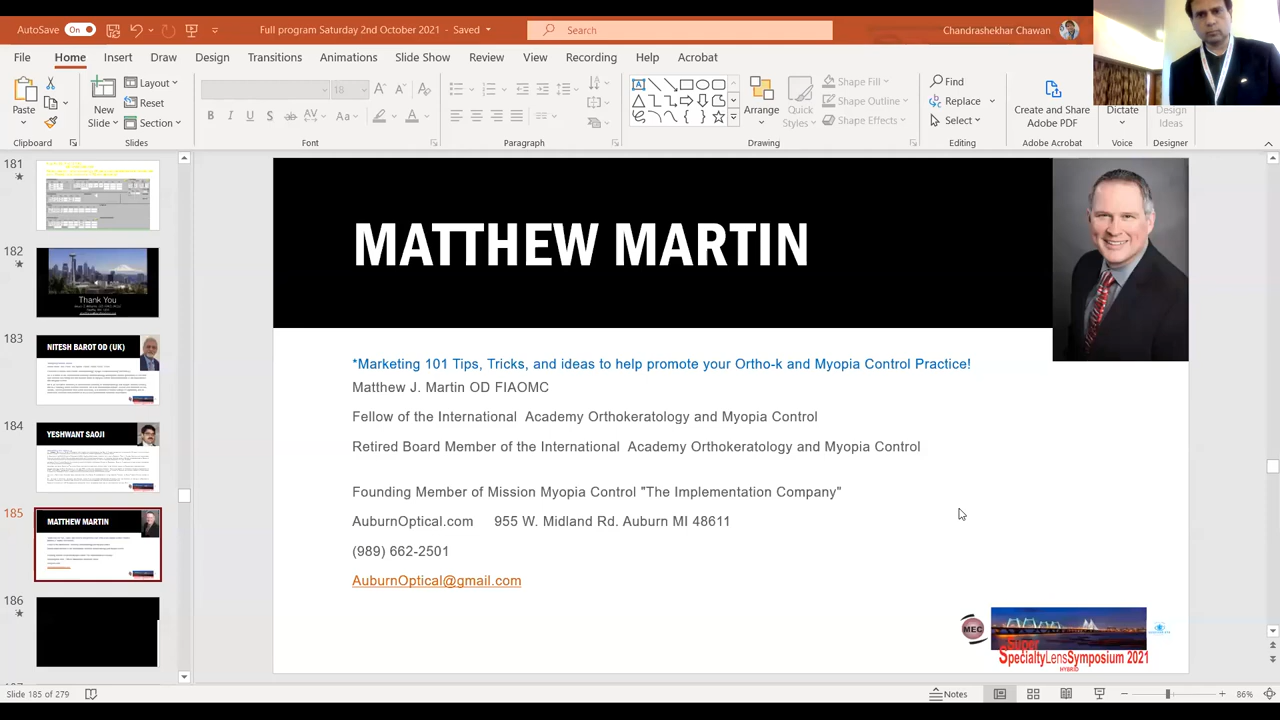 AutoSave On
Full program Saturday 2nd October 2021 - Saved
Search
Chandrashekhar Chawan
File Home Insert Draw Design Transitions Animations Slide Show Review View Recording Help Acrobat
Paste
New
Slide
Layout
Reset
Section
18
Shape Fill
Shape Outline
Shape Effects
Arrange
Quick
Styles
Find
Replace
Select
Create and Share
Adobe PDF
Dictate
Design
Ideas
Clipboard Slides Font Paragraph Drawing Editing Adobe Acrobat Voice Designer
181
182
Thank You
183
NITESH BAROT OD (UK)
184
YESHWANT SAOJI
185
MATTHEW MARTIN
186
MATTHEW MARTIN
*Marketing 101 Tips, Tricks, and ideas to help promote your Ortho-k and Myopia Control Practice!
Matthew J. Martin OD FIAOMC
Fellow of the International Academy Orthokeratology and Myopia Control
Retired Board Member of the International Academy Orthokeratology and Myopia Control
Founding Member of Mission Myopia Control "The Implementation Company"
AuburnOptical.com 955 W. Midland Rd. Auburn MI 48611
(989) 662-2501
AuburnOptical@gmail.com
MEC
Super
SpecialtyLensSymposium 2021
HYBRID
Slide 185 of 279
Notes
86%